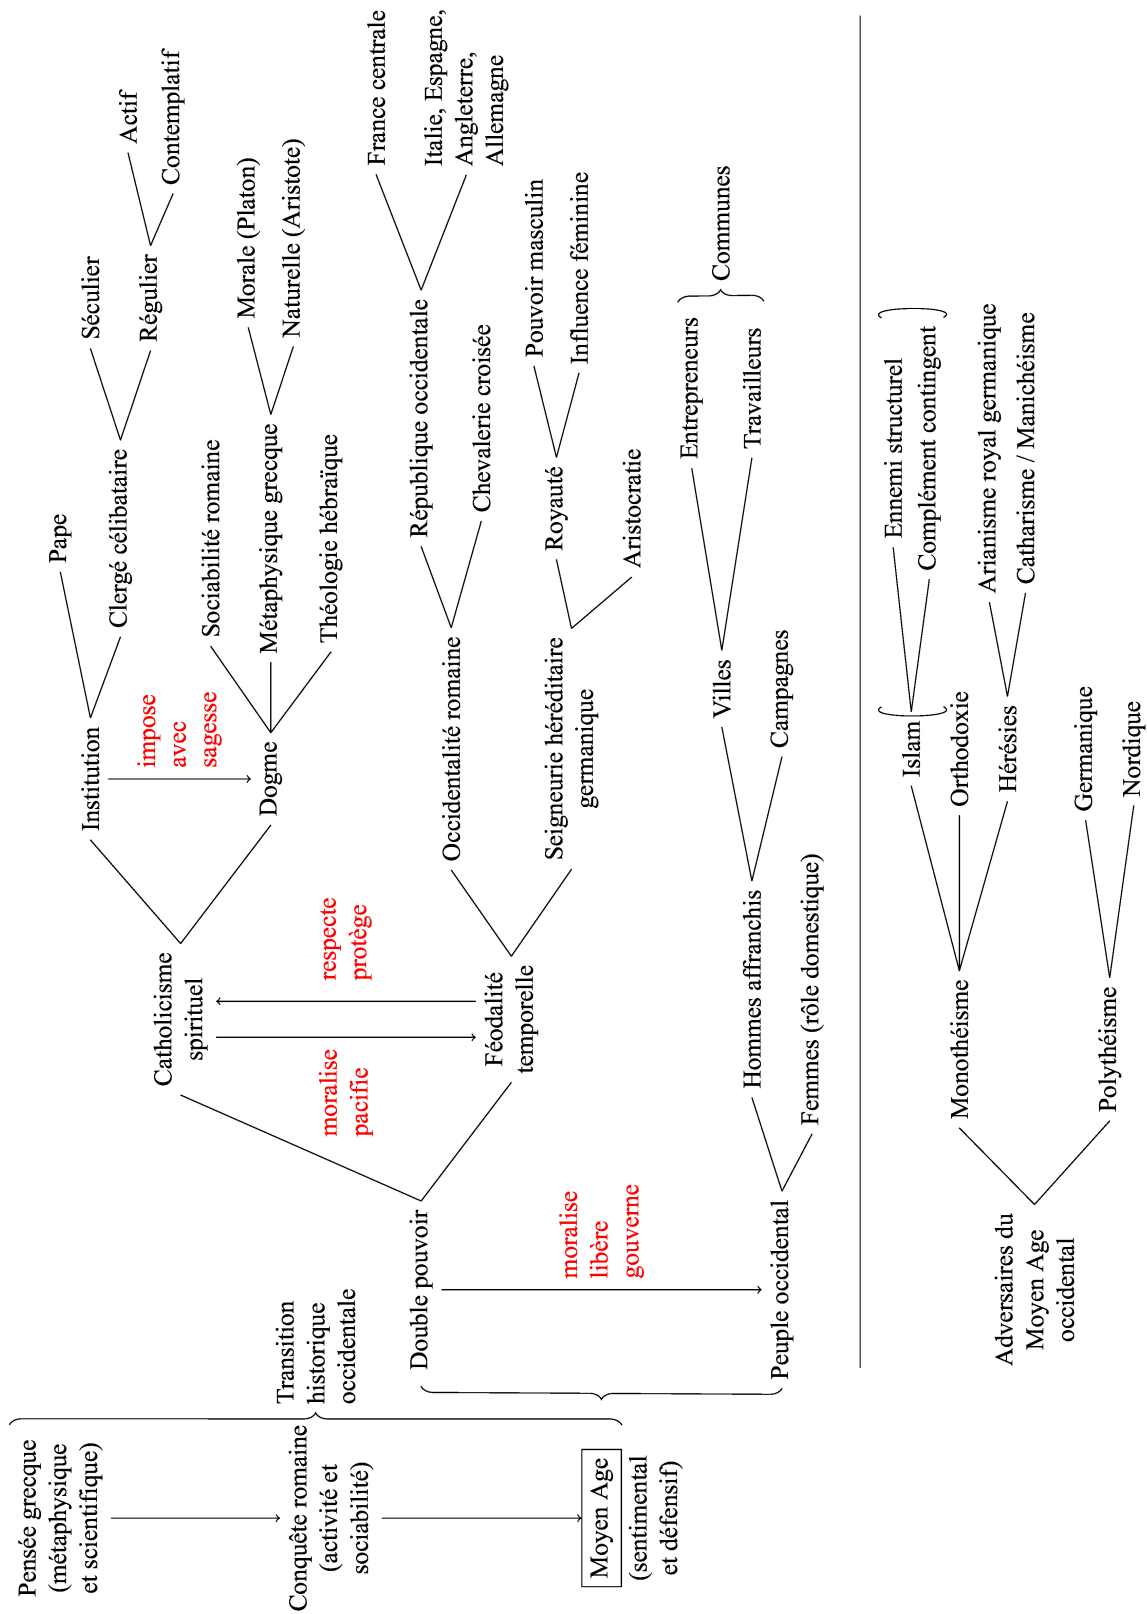 Pensée grecque
(métaphysique
et scientifique)
Conquête romaine
(activité et
sociabilité)
Moyen Age
(sentimental
et défensif)
Transition
historique
occidentale
Double pouvoir
moralise
libère
gouverne
Peuple occidental
Catholicisme
spirituel
moralise
pacifie
respecte
protège
Féodalité
temporelle
Institution
impose
avec
sagesse
Dogme
Pape
Clergé célibataire
Séculier
Régulier
Actif
Contemplatif
Sociabilité romaine
Métaphysique grecque
Théologie hébraïque
Morale (Platon)
Naturelle (Aristote)
Occidentalité romaine
République occidentale
France centrale
Italie, Espagne,
Angleterre,
Allemagne
Chevalerie croisée
Seigneurie héréditaire
germanique
Royauté
Pouvoir masculin
Influence féminine
Aristocratie
Hommes affranchis
Femmes (rôle domestique)
Villes
Campagnes
Entrepreneurs
Travailleurs
Communes
Adversaires du
Moyen Age
occidental
Monothéisme
Polythéisme
Islam
Orthodoxie
Hérésies
Ennemi structurel
Complément contingent
Arianisme royal germanique
Catharisme / Manichéisme
Germanique
Nordique